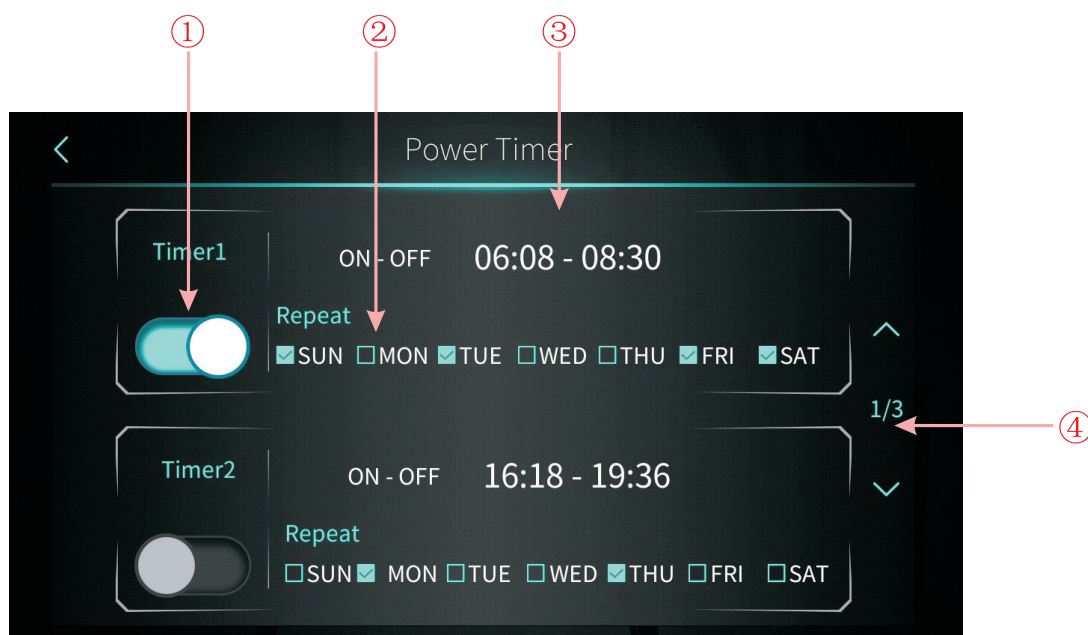 ① ② ③
Power Timer
Timer1
ON - OFF 06:08 - 08:30
Repeat
SUN MON TUE WED THU FRI SAT
1/3
④
Timer2
ON - OFF 16:18 - 19:36
Repeat
SUN MON TUE WED THU FRI SAT